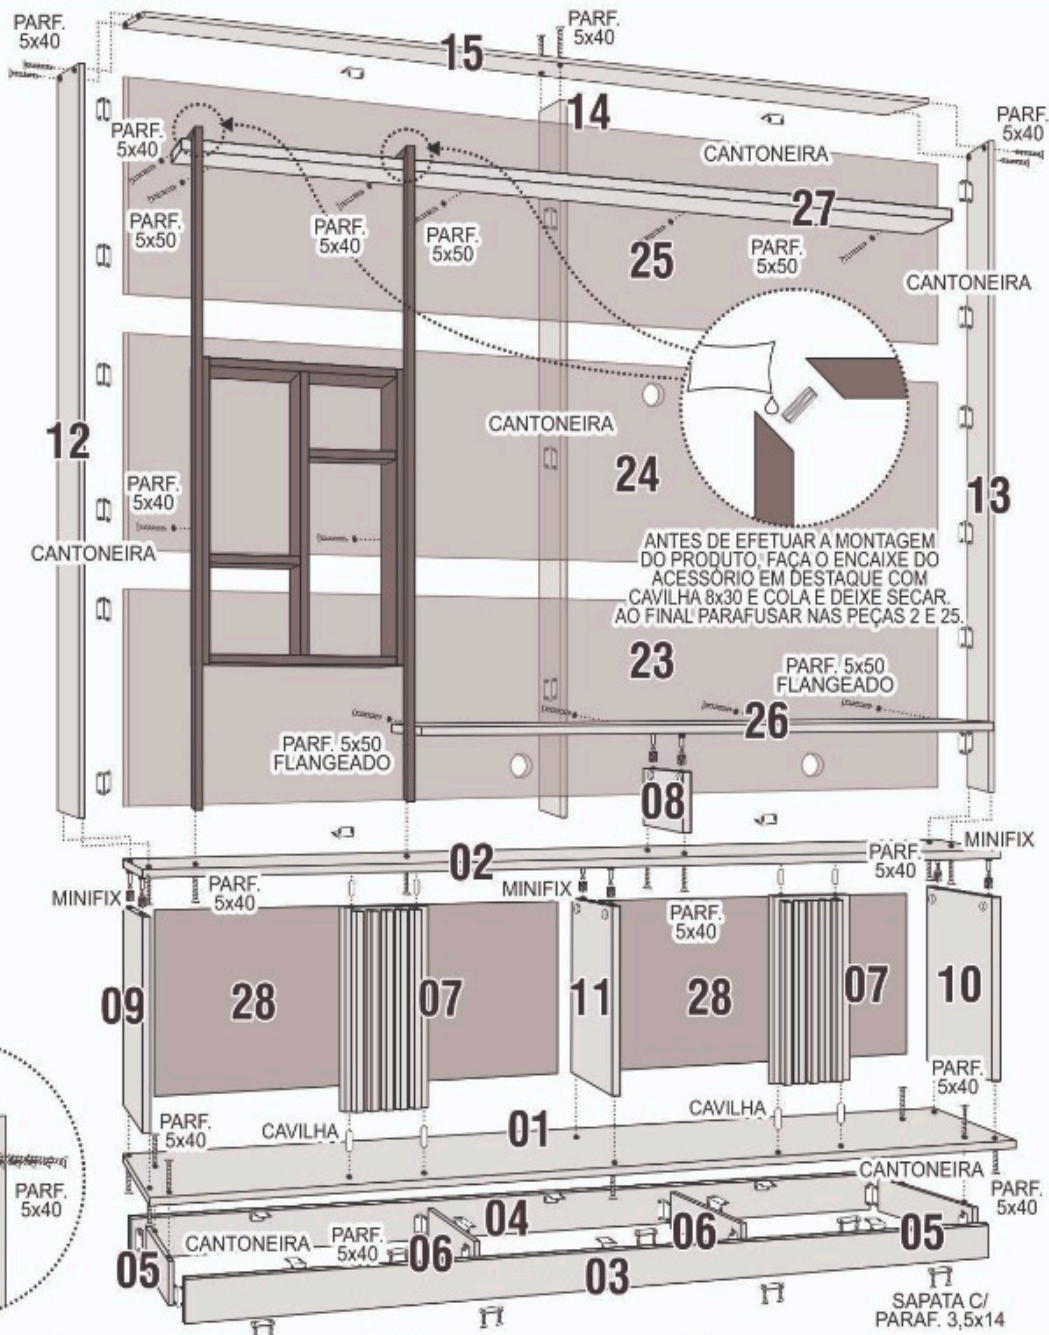 PARF.
5x40
15
PARF.
5x40
14
PARF.
5x40
PARF.
5x40
CANTONEIRA
27
PARF.
5x50
PARF.
5x40
PARF.
5x50
25
PARF.
5x50
CANTONEIRA
12
CANTONEIRA
24
13
PARF.
5x40
CANTONEIRA
ANTES DE EFETUAR A MONTAGEM
DO PRODUTO, FAÇA O ENCAIXE DO
ACESSÓRIO EM DESTAQUE COM
CAVILHA 8x30 E COLA E DEIXE SECAR.
AO FINAL PARAFUSAR NAS PEÇAS 2 E 25.
23
PARF. 5x50
FLANGEADO
26
PARF. 5x50
FLANGEADO
08
02
MINIFIX
PARF.
5x40
MINIFIX
PARF.
5x40
MINIFIX
PARF.
5x40
09
28
07
11
28
07
10
PARF.
5x40
PARF.
5x40
CAVILHA
01
CAVILHA
PARF.
5x40
CANTONEIRA
PARF.
5x40
04
05
CANTONEIRA
PARF.
5x40
06
06
05
03
SAPATA C/
PARAF. 3,5x14